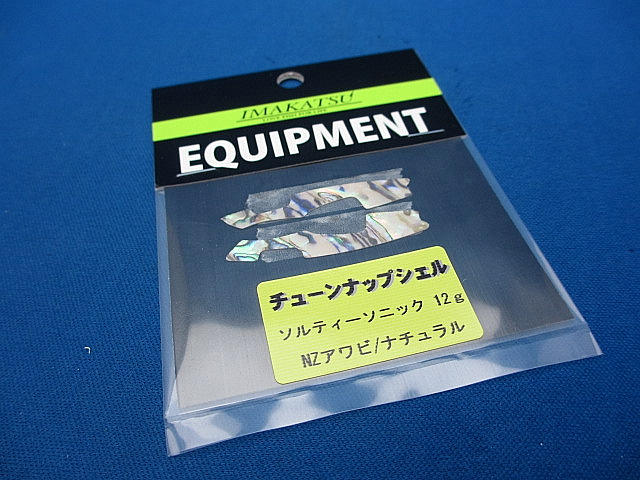 IMAKATSU
EQUIPMENT
チューンナップシェル
ソルティーソニック 12g
NZアワビ/ナチュラル